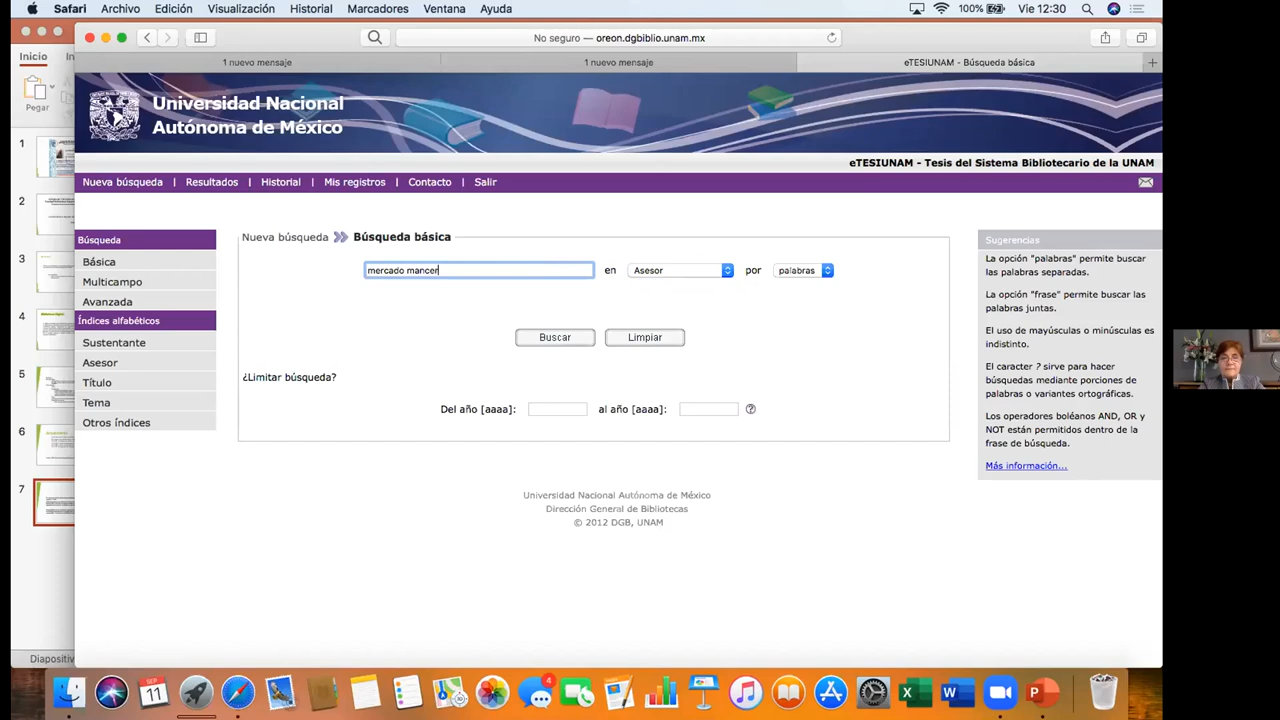 Safari Archivo Edición Visualización Historial Marcadores Ventana Ayuda 100% Vie 12:30
No seguro — oreon.dgbiblio.unam.mx
Inicio
1 nuevo mensaje 1 nuevo mensaje eTESIUNAM - Búsqueda básica
Pegar
Universidad Nacional
Autónoma de México
eTESIUNAM - Tesis del Sistema Bibliotecario de la UNAM
Nueva búsqueda | Resultados | Historial | Mis registros | Contacto | Salir
Búsqueda
Básica
Multicampo
Avanzada
Índices alfabéticos
Sustentante
Asesor
Título
Tema
Otros índices
Nueva búsqueda Búsqueda básica
mercado mancer en Asesor por palabras
Buscar Limpiar
¿Limitar búsqueda?
Del año [aaaa]: al año [aaaa]:
Universidad Nacional Autónoma de México
Dirección General de Bibliotecas
© 2012 DGB, UNAM
Sugerencias
La opción "palabras" permite buscar
las palabras separadas.
La opción "frase" permite buscar las
palabras juntas.
El uso de mayúsculas o minúsculas es
indistinto.
El caracter ? sirve para hacer
búsquedas mediante porciones de
palabras o variantes ortográficas.
Los operadores boléanos AND, OR y
NOT están permitidos dentro de la
frase de búsqueda.
Más información...
1
2
3
4
5
6
7
Diapositiv
SEP
11
4